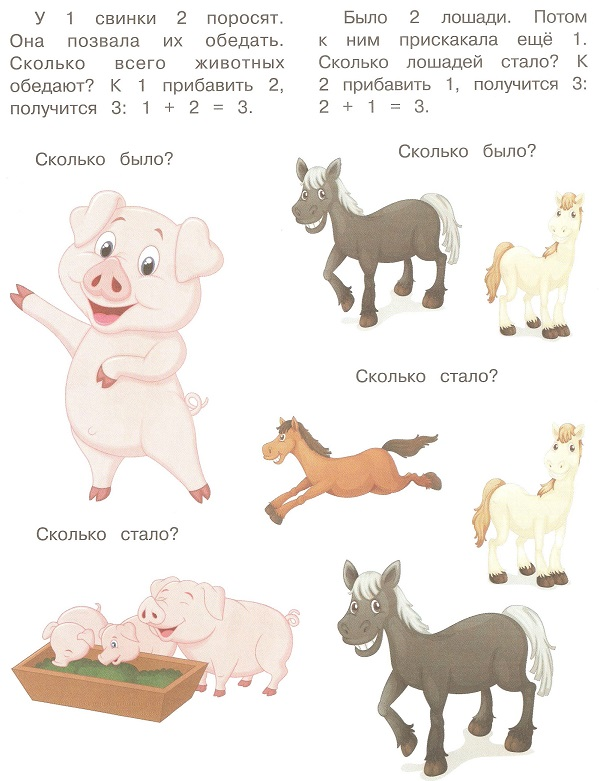 У 1 свинки 2 поросят.
Она позвала их обедать.
Сколько всего животных
обедают? К 1 прибавить 2,
получится 3: 1 + 2 = 3.
Было 2 лошади. Потом
к ним прискакала ещё 1.
Сколько лошадей стало? К
2 прибавить 1, получится 3:
2 + 1 = 3.
Сколько было?
Сколько было?
Сколько стало?
Сколько стало?